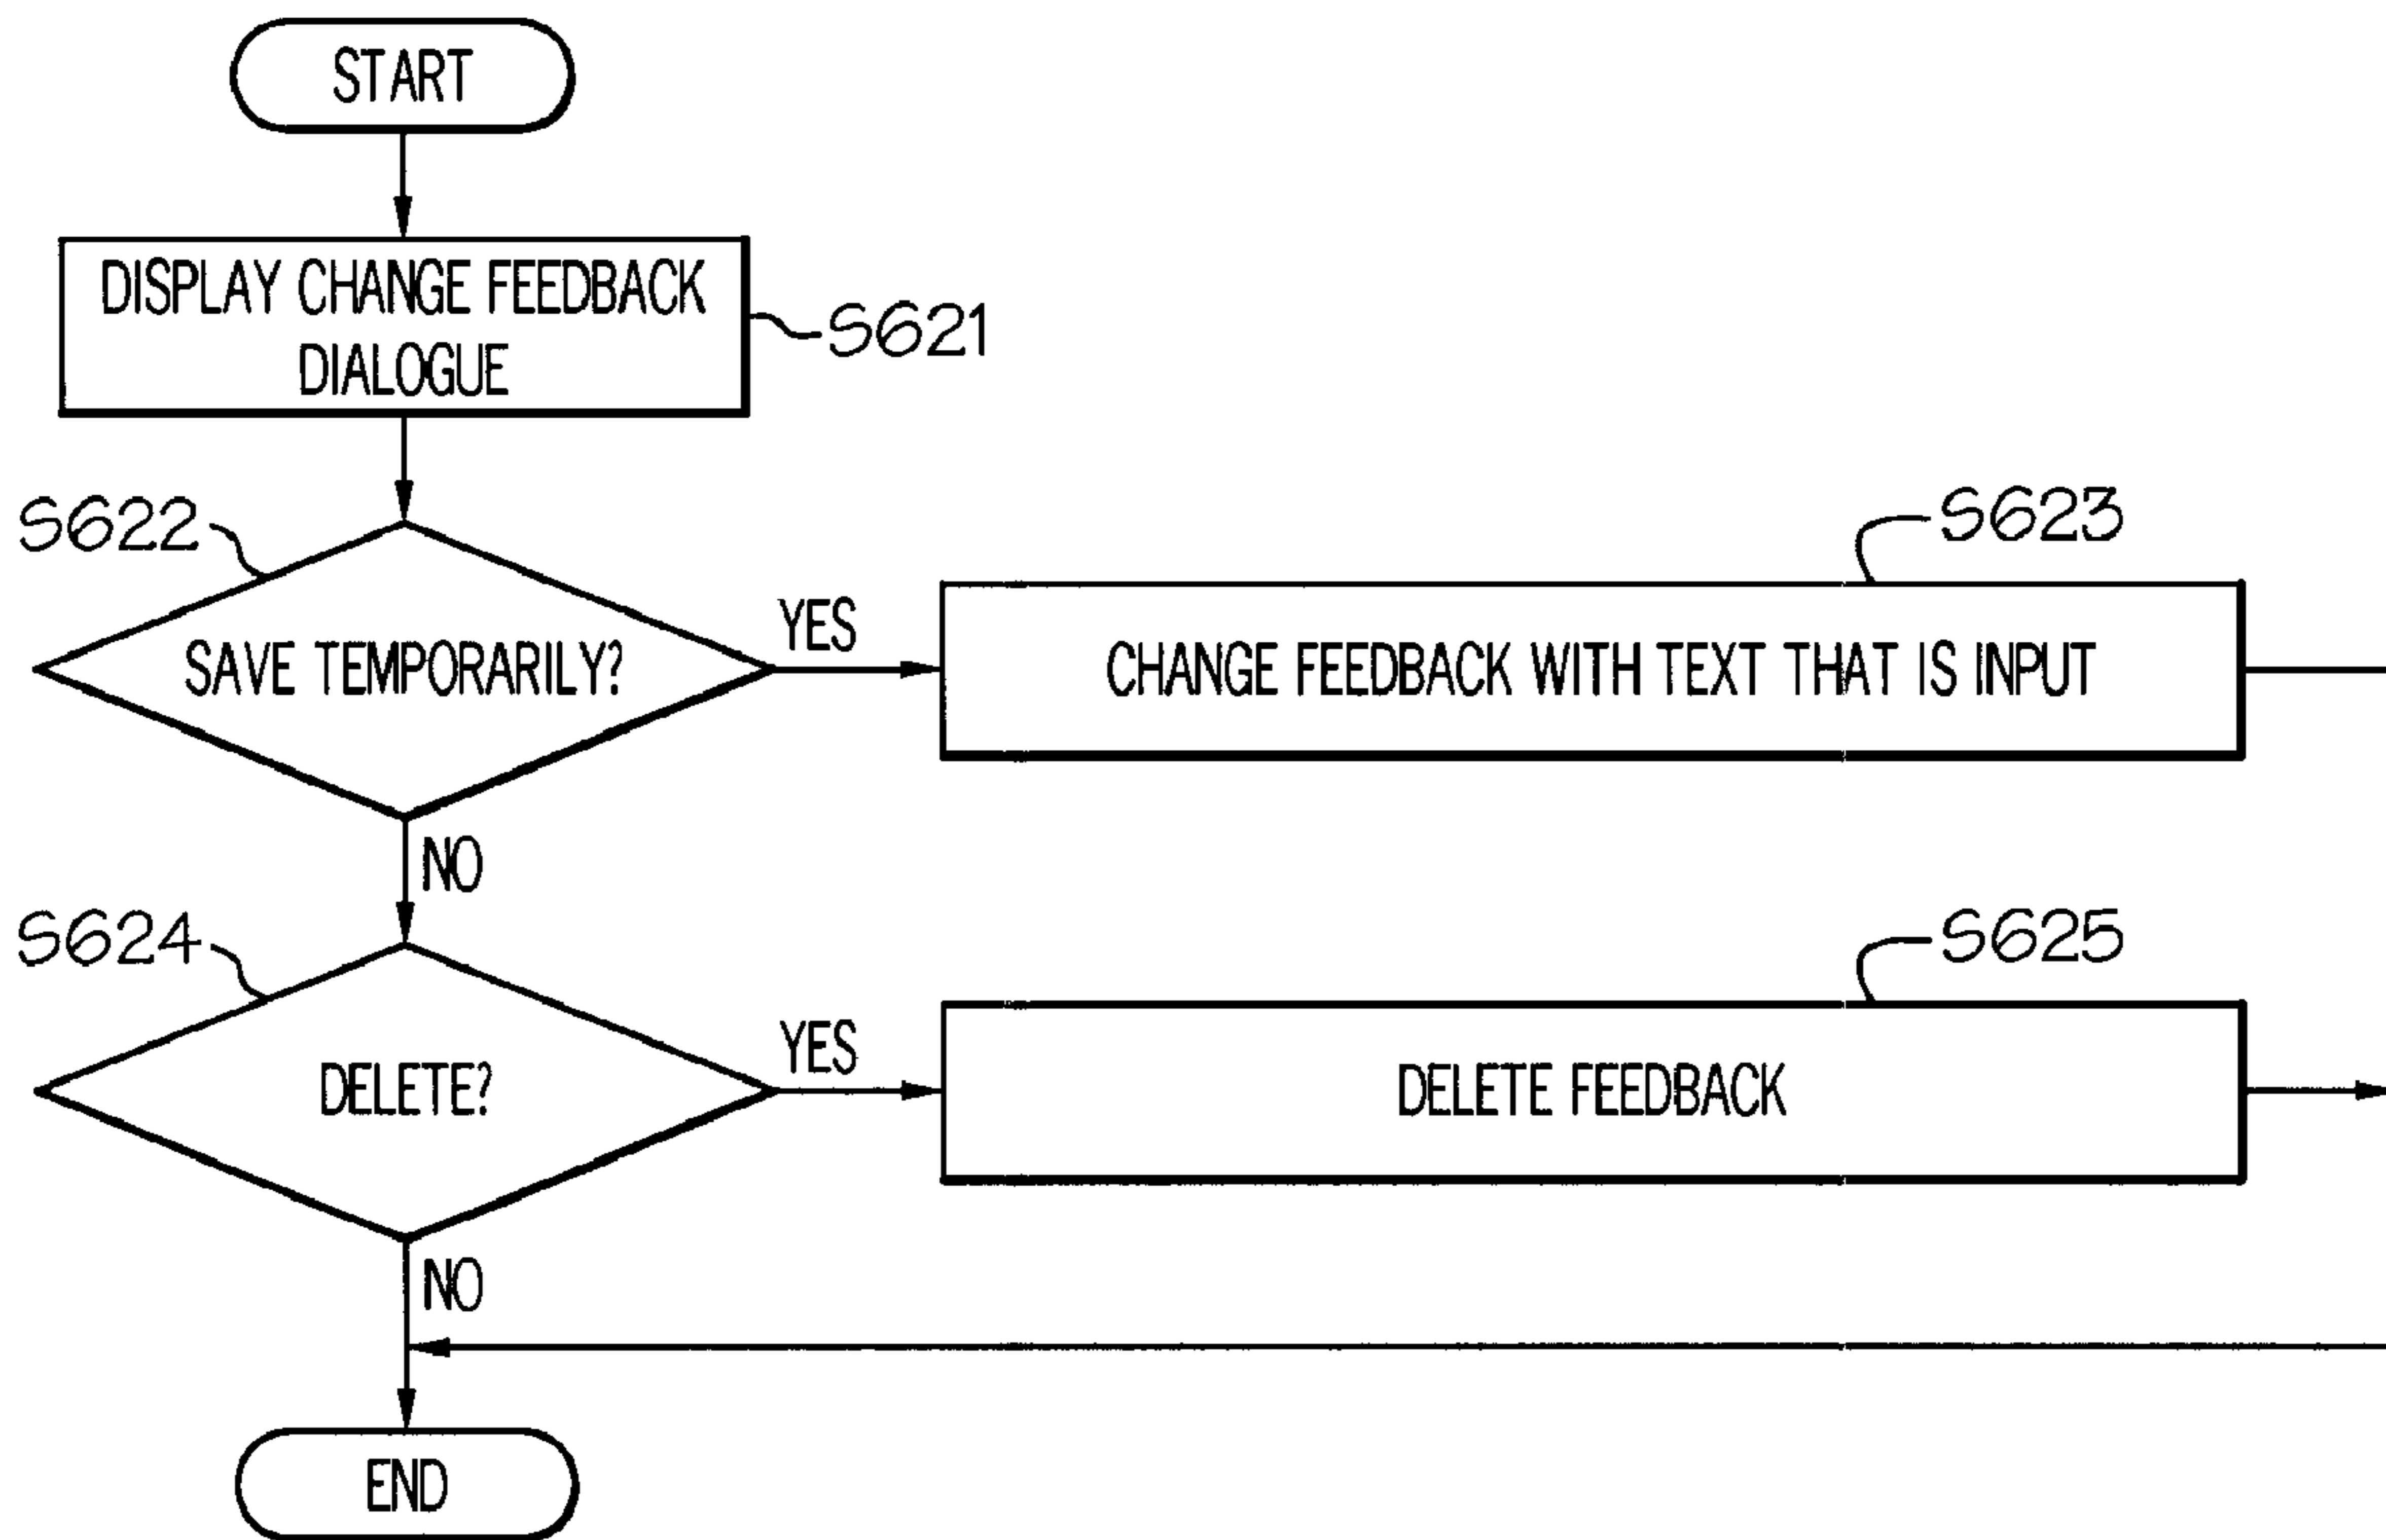 START
DISPLAY CHANGE FEEDBACK
DIALOGUE
S621
S622
SAVE TEMPORARILY?
YES
S623
CHANGE FEEDBACK WITH TEXT THAT IS INPUT
NO
S624
DELETE?
YES
S625
DELETE FEEDBACK
NO
END